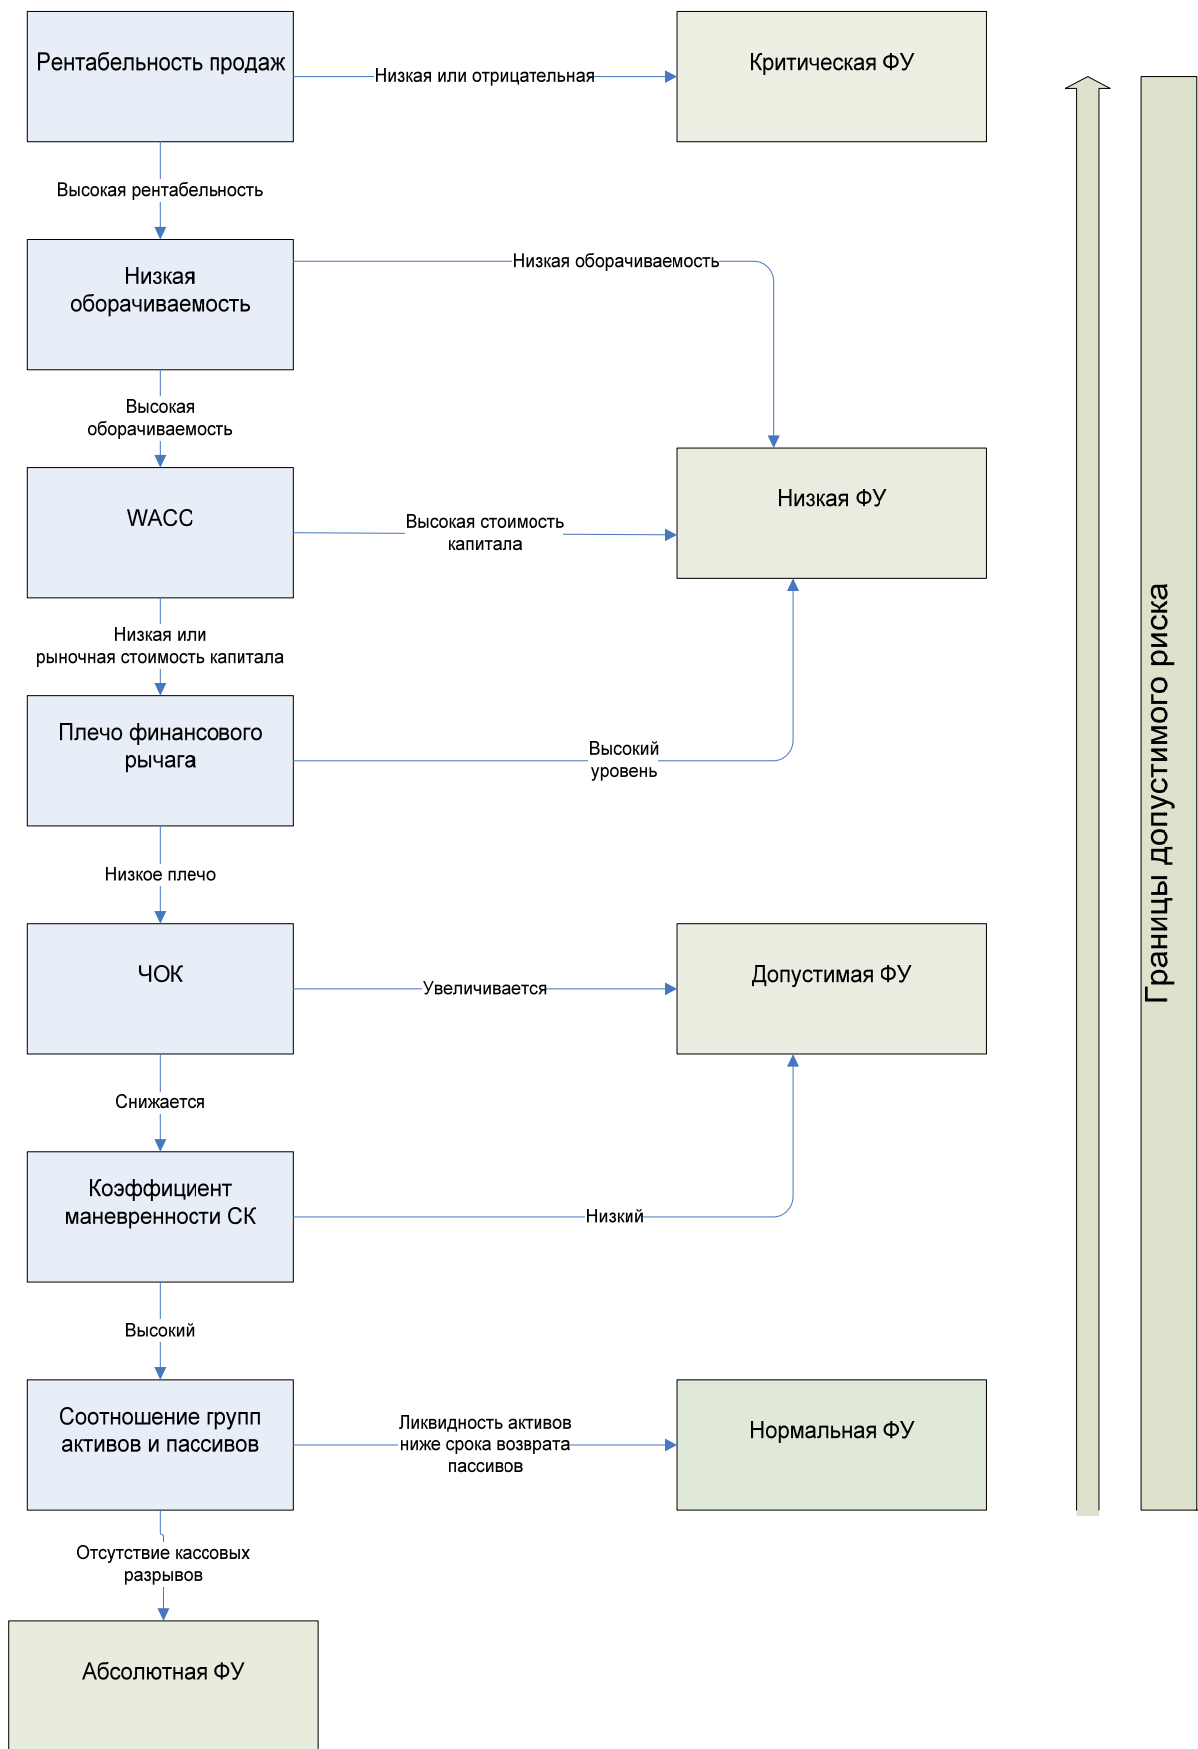 Рентабельность продаж
Низкая или отрицательная
Критическая ФУ
Высокая рентабельность
Низкая
оборачиваемость
Низкая оборачиваемость
Высокая
оборачиваемость
WACC
Высокая стоимость
капитала
Низкая ФУ
Низкая или
рыночная стоимость капитала
Плечо финансового
рычага
Высокий
уровень
Низкое плечо
ЧОК
Увеличивается
Допустимая ФУ
Снижается
Коэффициент
маневренности СК
Низкий
Высокий
Соотношение групп
активов и пассивов
Ликвидность активов
ниже срока возврата
пассивов
Нормальная ФУ
Отсутствие кассовых
разрывов
Абсолютная ФУ
Границы допустимого риска